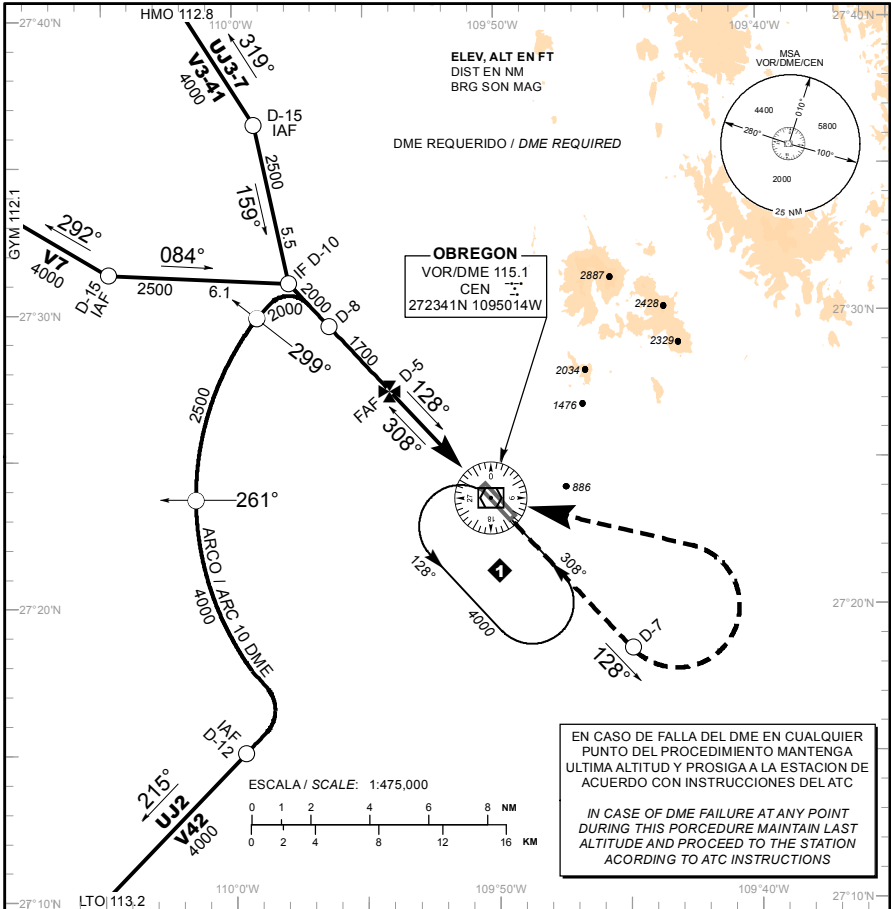 27°40'N
HMO 112.8
110°0'W
109°50'W
109°40'W
27°40'N
319°
UJ3-7
V3-41
4000
D-15
IAF
ELEV, ALT EN FT
DIST EN NM
BRG SON MAG
DME REQUERIDO / DME REQUIRED
MSA
VOR/DME/CEN
010°
4400
5800
280°
100°
2000
25 NM
2500
159°
5.5
GYM 112.1
292°
V7
4000
D-15
IAF
084°
2500
6.1
IF D-10
2000
2000
D-8
299°
1700
D-5
FAF
128°
308°
OBREGON
VOR/DME 115.1
CEN
272341N 1095014W
2887
2428
2329
2034
1476
886
27°30'N
27°30'N
2500
261°
ARCO / ARC 10 DME
4000
0
9
18
27
128°
1
4000
308°
D-7
128°
27°20'N
27°20'N
IAF
D-12
215°
UJ2
V42
4000
LTO 113.2
ESCALA / SCALE: 1:475,000
0 1 2 4 6 8 NM
0 2 4 8 12 16 KM
EN CASO DE FALLA DEL DME EN CUALQUIER
PUNTO DEL PROCEDIMIENTO MANTENGA
ULTIMA ALTITUD Y PROSIGA A LA ESTACION DE
ACUERDO CON INSTRUCCIONES DEL ATC
IN CASE OF DME FAILURE AT ANY POINT
DURING THIS PORCEDURE MAINTAIN LAST
ALTITUDE AND PROCEED TO THE STATION
ACORDING TO ATC INSTRUCTIONS
27°10'N
110°0'W
109°50'W
109°40'W
27°10'N